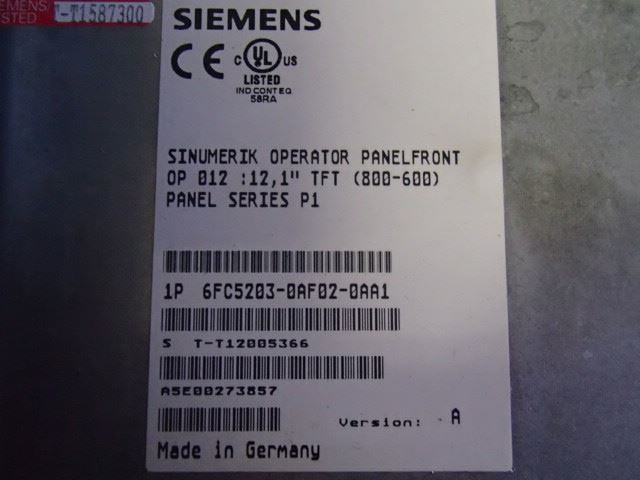 SIEMENS
TESTED
T-T1587300
SIEMENS
CE
C UL US
LISTED
IND CONT EQ
58RA
SINUMERIK OPERATOR PANELFRONT
OP 012 :12,1" TFT (800-600)
PANEL SERIES P1
1P 6FC5203-0AF02-0AA1
S T-T12005366
A5E00273857
Version: A
Made in Germany